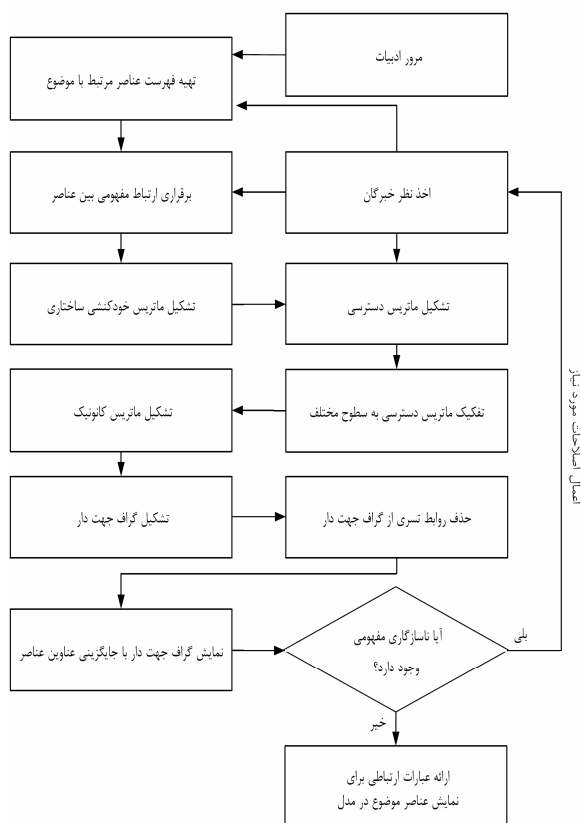 مرور ادبیات
تهیه فهرست عناصر مرتبط با موضوع
اخذ نظر خبرگان
برقراری ارتباط مفهومی بین عناصر
تشکیل ماتریس خودکنشی ساختاری
تشکیل ماتریس دسترسی
تفکیک ماتریس دسترسی به سطوح مختلف
تشکیل ماتریس کانونیک
تشکیل گراف جهت دار
حذف روابط تسری از گراف جهت دار
نمایش گراف جهت دار با جایگزینی عناوین عناصر
آیا ناسازگاری مفهومی
وجود دارد؟
بلی
اعمال اصلاحات مورد نیاز
خیر
ارائه عبارات ارتباطی برای
نمایش عناصر موضوع در مدل